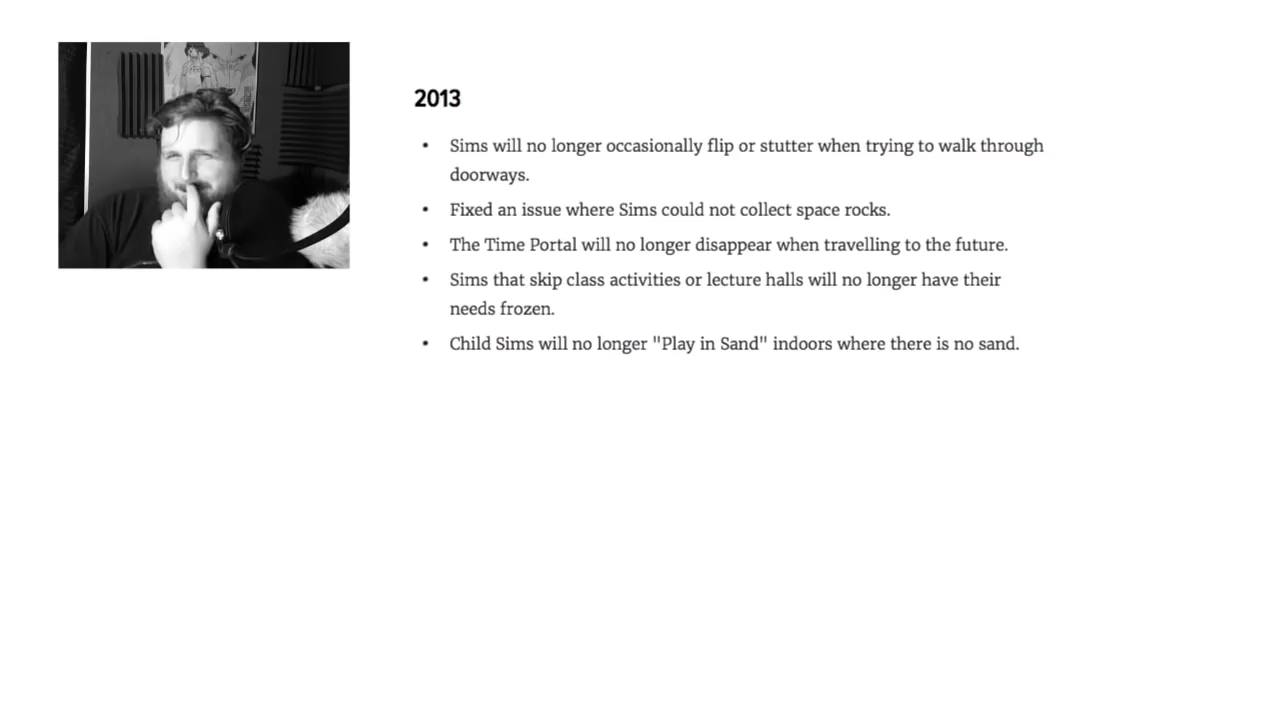 2013
• Sims will no longer occasionally flip or stutter when trying to walk through
doorways.
• Fixed an issue where Sims could not collect space rocks.
• The Time Portal will no longer disappear when travelling to the future.
• Sims that skip class activities or lecture halls will no longer have their
needs frozen.
• Child Sims will no longer "Play in Sand" indoors where there is no sand.